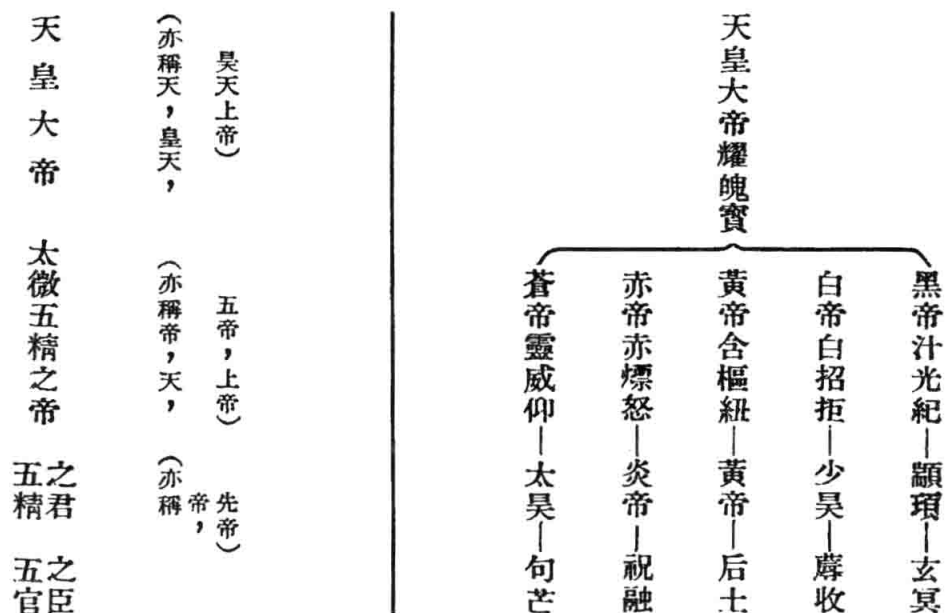 天皇大帝
(亦稱天,皇天,
昊天上帝)
太微五精之帝
(亦稱帝,天,
五帝,上帝)
五精
之君
(亦稱
帝,
先帝)
五官
之臣
天皇大帝耀魄寶
蒼帝靈威仰—太昊—句芒
赤帝赤熛怒—炎帝—祝融
黃帝含樞紐—黃帝—后土
白帝白招拒—少昊—蓐收
黑帝汁光紀—顓頊—玄冥